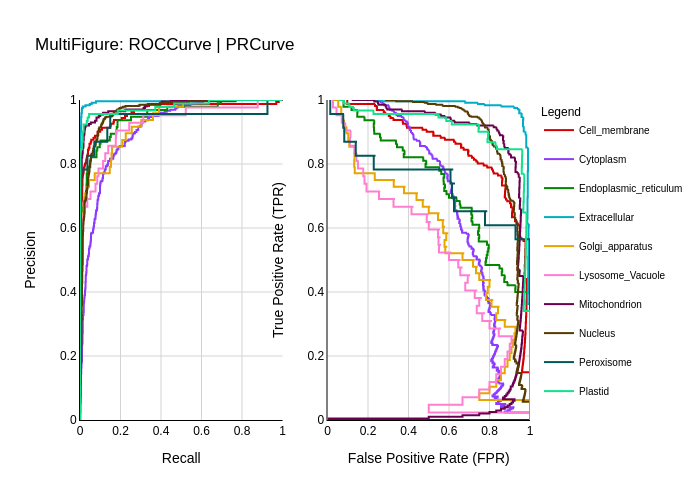 MultiFigure: ROCCurve | PRCurve
Precision
1
0.8
0.6
0.4
0.2
0
0 0.2 0.4 0.6 0.8 1
Recall
True Positive Rate (TPR)
1
0.8
0.6
0.4
0.2
0
0 0.2 0.4 0.6 0.8 1
False Positive Rate (FPR)
Legend
Cell_membrane
Cytoplasm
Endoplasmic_reticulum
Extracellular
Golgi_apparatus
Lysosome_Vacuole
Mitochondrion
Nucleus
Peroxisome
Plastid